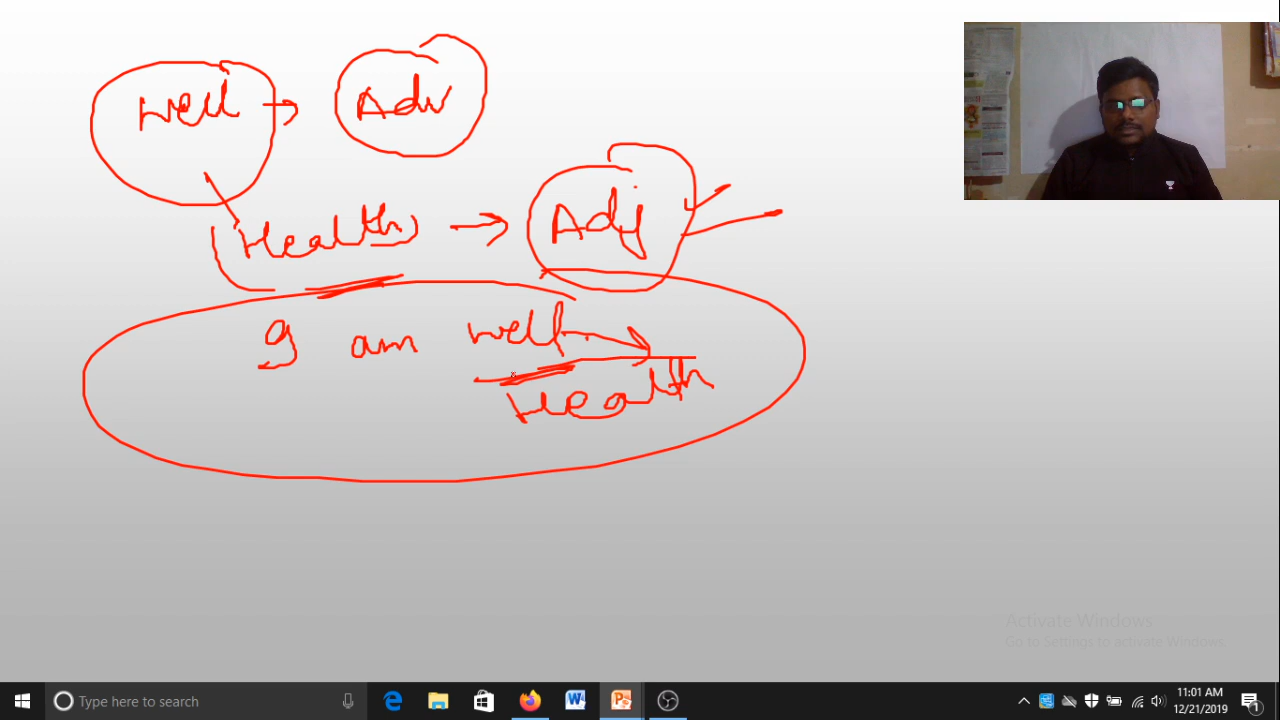 well → Adv
Health → Adj
I am well
Health
Activate Windows
Go to Settings to activate Windows.
Type here to search
11:01 AM
12/21/2019